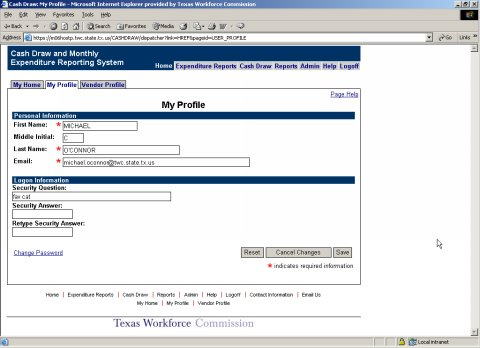 Cash Draw: My Profile - Microsoft Internet Explorer provided by Texas Workforce Commission
File Edit View Favorites Tools Help
Back Search Favorites Media
Address https://
.twc.state.tx.us/CASHDRAW/dispatcher?link=HREF&pageid=USER_PROFILE Go Links
Cash Draw and Monthly
Expenditure Reporting System
Home Expenditure Reports Cash Draw Reports Admin Help Logoff
My Home My Profile Vendor Profile
Page Help
My Profile
Personal Information
First Name: * MICHAEL
Middle Initial: C
Last Name: * O'CONNOR
Email: * michael.oconnor@twc.state.tx.us
Logon Information
Security Question:
fav cat
Security Answer:
Retype Security Answer:
Change Password Reset Cancel Changes Save
* indicates required information
Home | Expenditure Reports | Cash Draw | Reports | Admin | Help | Logoff | Contact Information | Email Us
My Home | My Profile | Vendor Profile
Texas Workforce Commission
Local intranet